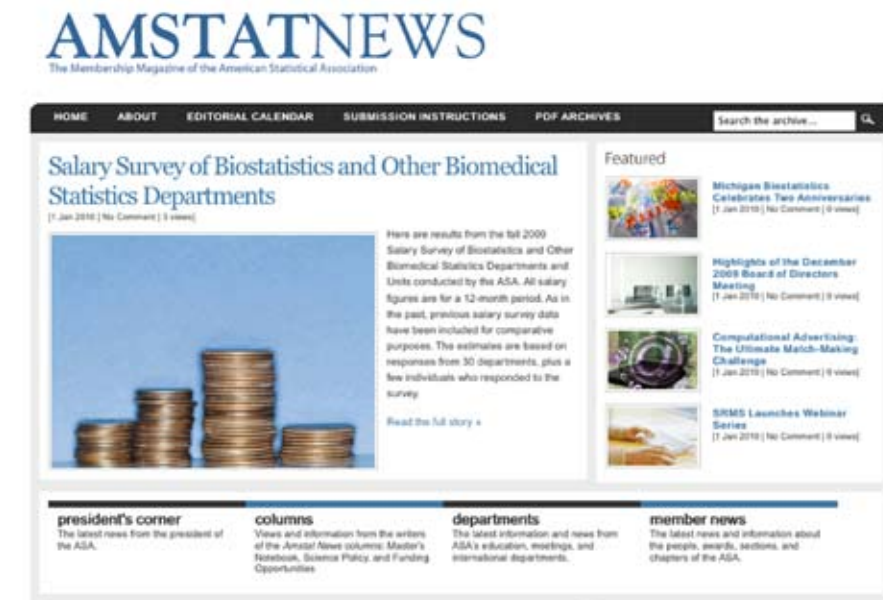 AMSTATNEWS
The Membership Magazine of the American Statistical Association
HOME ABOUT EDITORIAL CALENDAR SUBMISSION INSTRUCTIONS PDF ARCHIVES Search the archive...
Salary Survey of Biostatistics and Other Biomedical
Statistics Departments
[1 Jan 2010 | No Comment | 3 views]
Here are results from the fall 2009
Salary Survey of Biostatistics and Other
Biomedical Statistics Departments and
Units conducted by the ASA. All salary
figures are for a 12-month period. As in
the past, previous salary survey data
have been included for comparative
purposes. The estimates are based on
responses from 30 departments, plus a
few individuals who responded to the
survey.
Read the full story »
Featured
Michigan Biostatistics
Celebrates Two Anniversaries
[1 Jan 2010 | No Comment | 0 views]
Highlights of the December
2009 Board of Directors
Meeting
[1 Jan 2010 | No Comment | 0 views]
Computational Advertising:
The Ultimate Match-Making
Challenge
[1 Jan 2010 | No Comment | 0 views]
SRMS Launches Webinar
Series
[1 Jan 2010 | No Comment | 0 views]
president's corner
The latest news from the president of
the ASA.
columns
Views and information from the writers
of the Amstat News columns: Master's
Notebook, Science Policy, and Funding
Opportunities
departments
The latest information and news from
ASA's education, meetings, and
international departments.
member news
The latest news and information about
the people, awards, sections, and
chapters of the ASA.